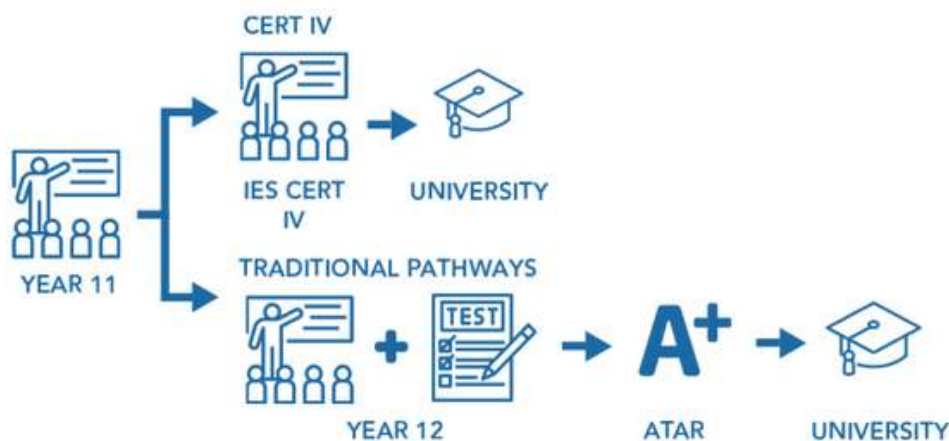 CERT IV
IES CERT
IV
UNIVERSITY
YEAR 11
TRADITIONAL PATHWAYS
TEST
A+
YEAR 12
ATAR
UNIVERSITY